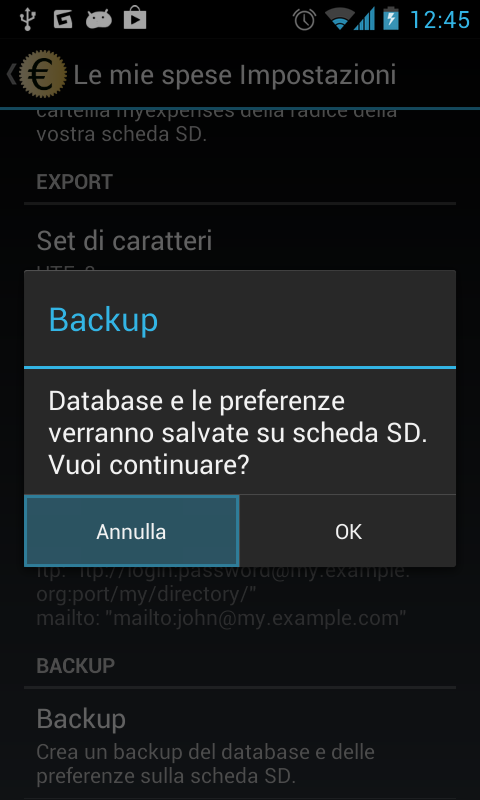 12:45
Le mie spese Impostazioni
cartella myexpenses della radice della
vostra scheda SD.
EXPORT
Set di caratteri
UTF-8
Backup
Database e le preferenze
verranno salvate su scheda SD.
Vuoi continuare?
Annulla
OK
ftp: "ftp://login:password@my.example.
org:port/my/directory/"
mailto: "mailto:john@my.example.com"
BACKUP
Backup
Crea un backup del database e delle
preferenze sulla scheda SD.